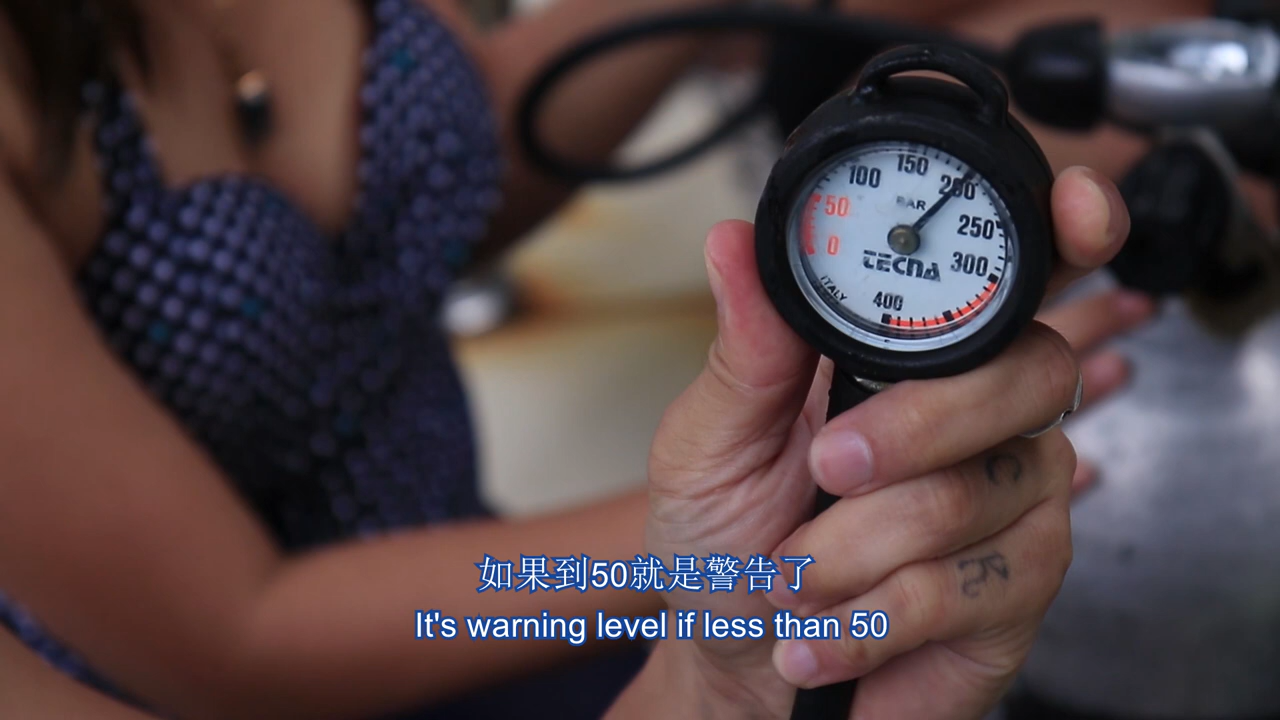 150
100
200
BAR
50
250
0
tecna
300
ITALY
400
C
R
如果到50就是警告了
It's warning level if less than 50